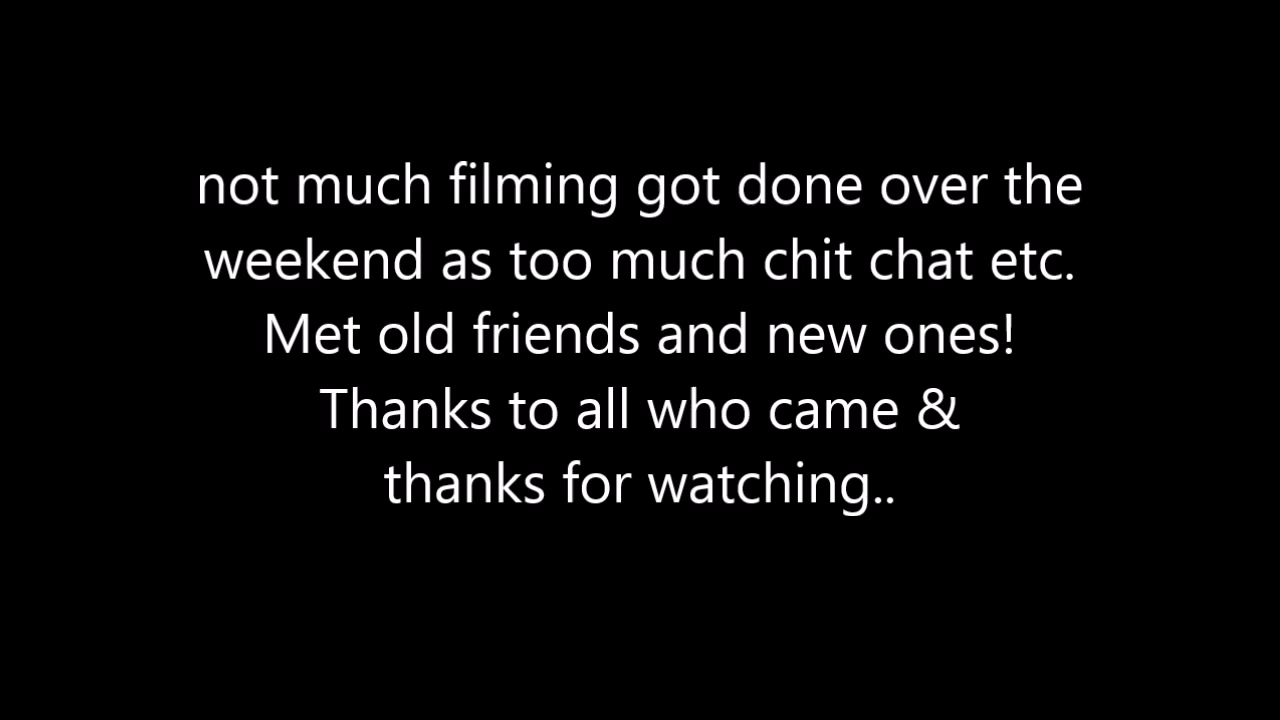 not much filming got done over the
weekend as too much chit chat etc.
Met old friends and new ones!
Thanks to all who came &
thanks for watching..